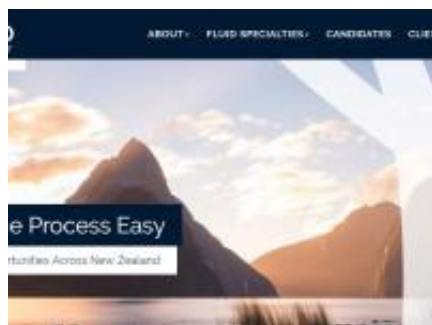 ABOUT FLUID SPECIALTIES CANDIDATES CLIE
e Process Easy
rtunities Across New Zealand